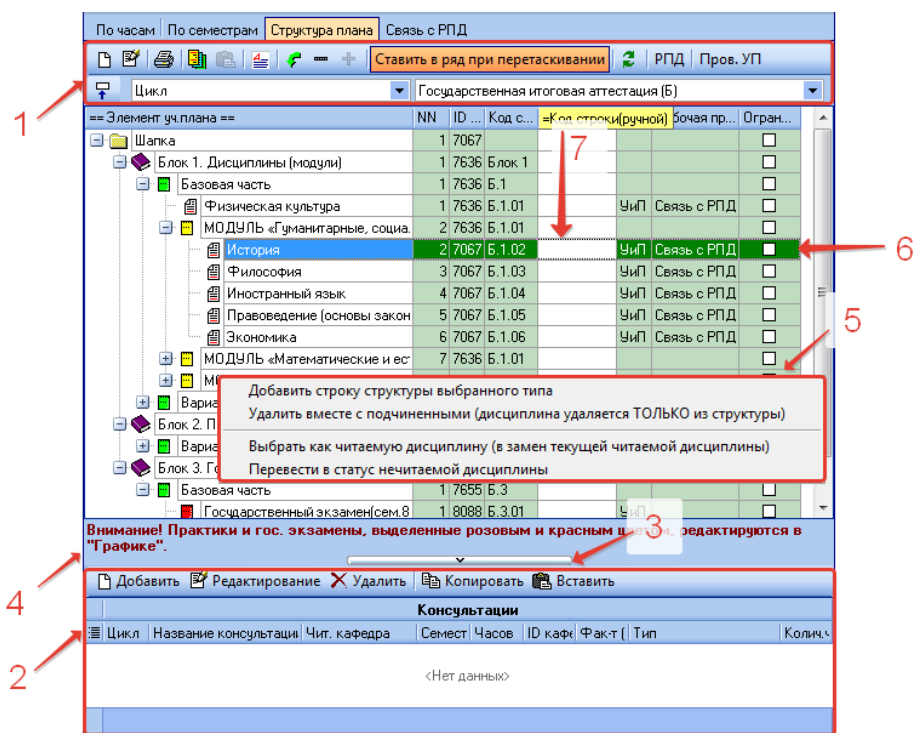 По часам По семестрам Структура плана Связь с РПД
Ставить в ряд при перетаскивании РПД Пров. УП
1
Цикл Государственная итоговая аттестация (Б)
== Элемент уч.плана == NN ID ... Код с... =Код строки(ручной) бочая пр... Огран...
7
Шапка 1 7067
Блок 1. Дисциплины (модули) 1 7636 Блок 1
Базовая часть 1 7636 Б.1
Физическая культура 1 7636 Б.1.01 УиП Связь с РПД
МОДУЛЬ «Гуманитарные, социа. 2 7636 Б.1.01
История 2 7067 Б.1.02 УиП Связь с РПД
6
Философия 3 7067 Б.1.03 УиП Связь с РПД
Иностранный язык 4 7067 Б.1.04 УиП Связь с РПД
Правоведение (основы закон 5 7067 Б.1.05 УиП Связь с РПД
5
Экономика 6 7067 Б.1.06 УиП Связь с РПД
МОДУЛЬ «Математические и ес 7 7636 Б.1.01
Добавить строку структуры выбранного типа
Вариа
Удалить вместе с подчиненными (дисциплина удаляется ТОЛЬКО из структуры)
Блок 2. П
Вариа
Выбрать как читаемую дисциплину (в замен текущей читаемой дисциплины)
Блок 3. Го
Перевести в статус нечитаемой дисциплины
Базовая часть 1 7655 Б.3
Государственный экзамен(сем.8 1 8088 Б.3.01 УиП
3
Внимание! Практики и гос. экзамены, выделенные розовым и красным цветом, редактируются в
"Графике".
4
Добавить Редактирование Удалить Копировать Вставить
Консультации
2
Цикл Название консультации Чит. кафедра Семест Часов ID кафе Фак-т ( Тип Колич.ч
<Нет данных>